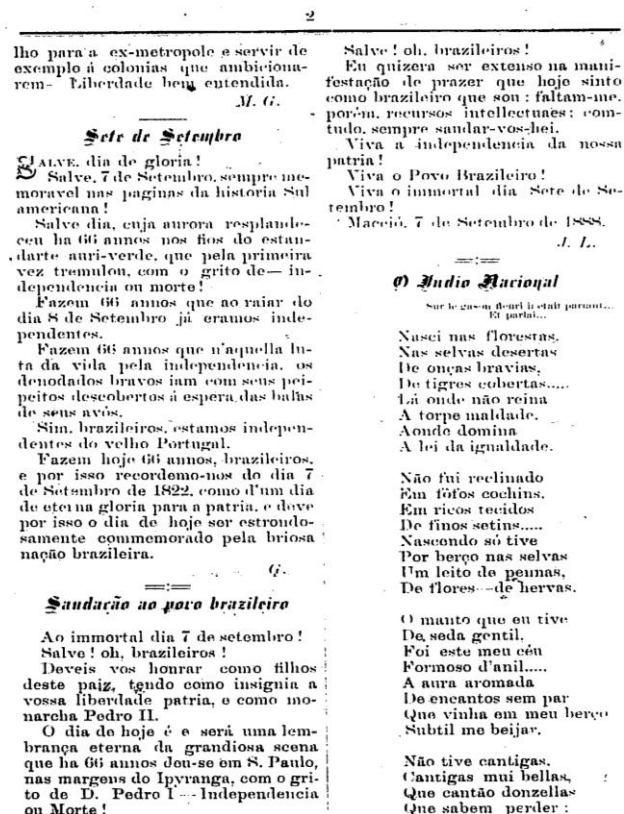 2
lho para a ex-metropole e servir de
exemplo á colonias que ambiciona-
rem- Liberdade bem entendida.
M. G.
Sete de Setembro
SALVE, dia de gloria !
Salve, 7 de Setembro, sempre me-
moravel nas paginas da historia Sul
americana !
Salve dia, cuja aurora resplande-
ceu ha 66 annos nos fios do estan-
darte auri-verde, que pela primeira
vez tremulou, com o grito de— in-
dependencia ou morte !
Fazem 66 annos que ao raiar do
dia 8 de Setembro já eramos inde-
pendentes.
Fazem 66 annos que n'aquella lu-
ta da vida pela independencia, os
denodados bravos iam com seus pei-
peitos descobertos á espera das balas
de seus avós.
Sim, brazileiros, estamos indepen-
dentes do velho Portugal.
Fazem hoje 66 annos, brazileiros,
e por isso recordemo-nos do dia 7
de Setembro de 1822, como d'um dia
de eterna gloria para a patria, e deve
por isso o dia de hoje ser estrondo-
samente commemorado pela briosa
nação brazileira.
G.
Saudação ao povo brazileiro
Ao immortal dia 7 de setembro !
Salve ! oh, brazileiros !
Deveis vos honrar como filhos
deste paiz, tendo como insignia a
vossa liberdade patria, e como mo-
narcha Pedro II.
O dia de hoje é e será uma lem-
brança eterna da grandiosa scena
que ha 66 annos deu-se em S. Paulo,
nas margens do Ipyranga, com o gri-
to de D. Pedro I — Independencia
ou Morte !
Salve ! oh, brazileiros !
Eu quizera ser extenso na mani-
festação de prazer que hoje sinto
como brazileiro que sou : faltam-me,
porém, recursos intellectuaes ; com-
tudo, sempre saudar-vos-hei.
Viva a independencia da nossa
patria !
Viva o Povo Brazileiro !
Viva o immortal dia Sete de Se-
tembro !
Maceió, 7 de Setembro de 1888.
J. L.
O Indio Nacional
Sur le gason fleuri il etait
Et parlai...
Nasci nas florestas,
Nas selvas desertas
De onças bravias,
De tigres cobertas.....
Lá onde não reina
A torpe maldade,
Aonde domina
A lei da igualdade.
Não fui reclinado
Em fôfos cochins,
Em ricos tecidos
De finos setins.....
Nascendo só tive
Por berço nas selvas
Um leito de pennas,
De flores—de hervas.
O manto que eu tive
De seda gentil,
Foi este meu céu
Formoso d'anil.....
A aura aromada
De encantos sem par
Que vinha em meu berço
Subtil me beijar.
Não tive cantigas,
Cantigas mui bellas,
Que cantão donzellas
Que sabem perder :